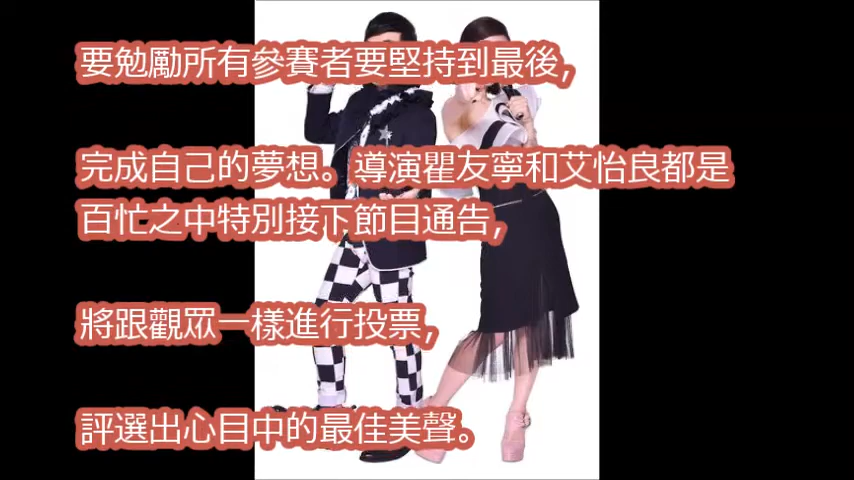 要勉勵所有參賽者要堅持到最後，
完成自己的夢想。導演瞿友寧和艾怡良都是
百忙之中特別接下節目通告，
將跟觀眾一樣進行投票，
評選出心目中的最佳美聲。